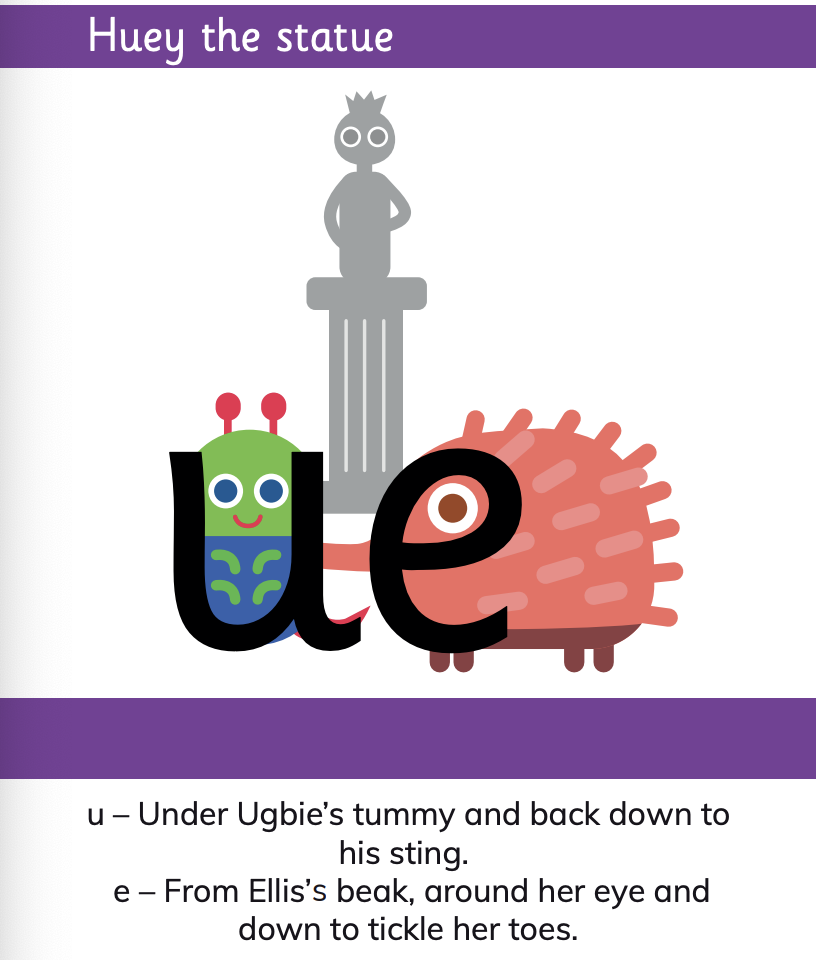 Huey the statue
ue
u – Under Ugbie’s tummy and back down to
his sting.
e – From Ellis’s beak, around her eye and
down to tickle her toes.